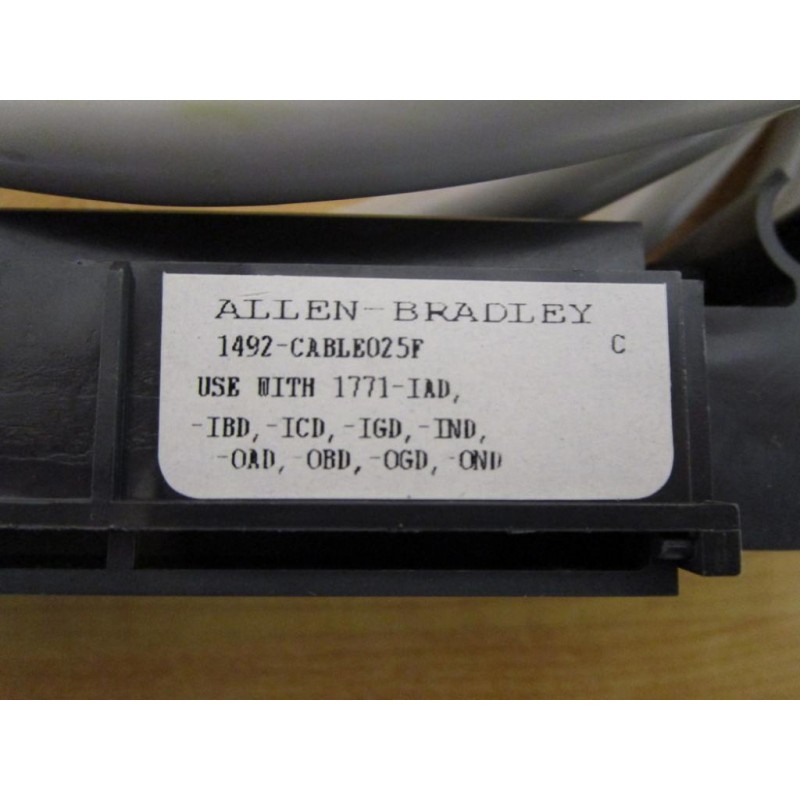 ALLEN-BRADLEY
1492-CABLE025F C
USE WITH 1771-IAD,
-IBD, -ICD, -IGD, -IND,
-OAD, -OBD, -OGD, -OND